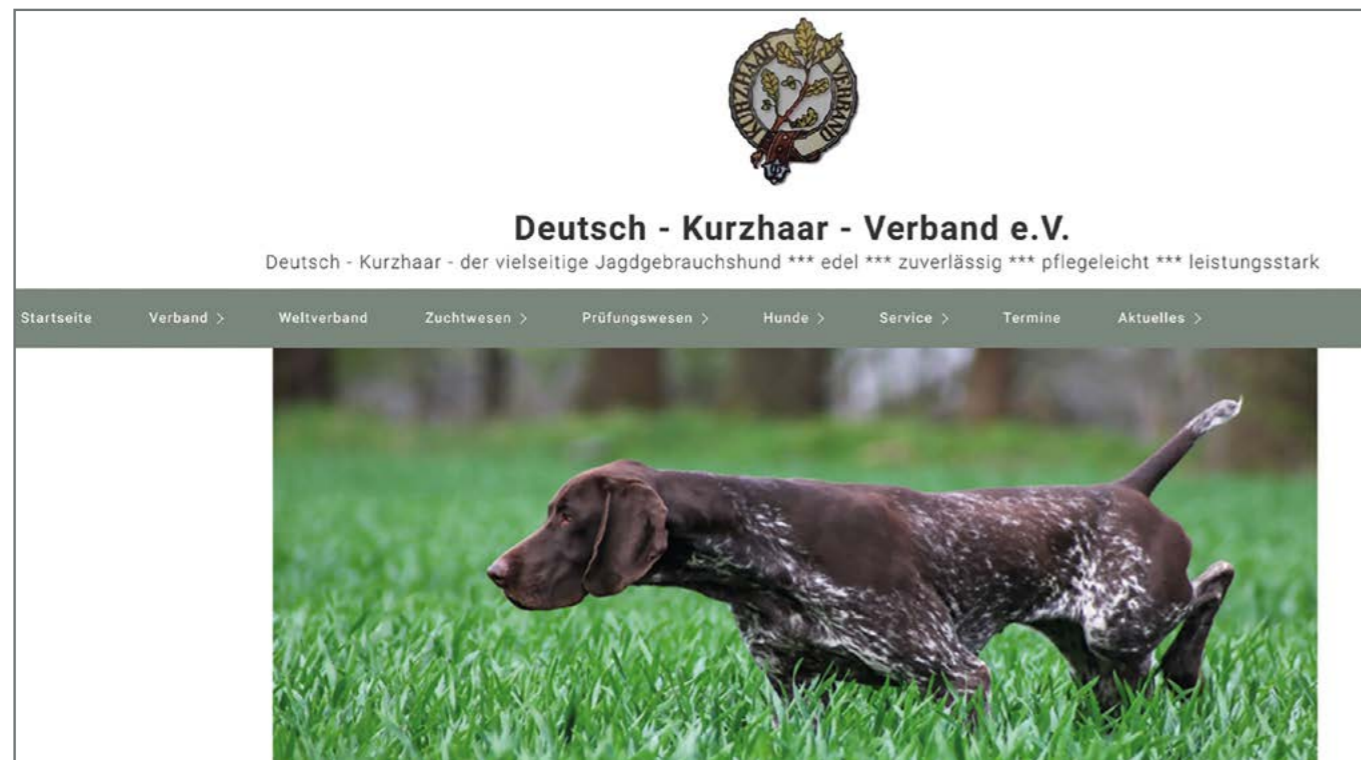 KURZHAAR VERBAND
Deutsch - Kurzhaar - Verband e.V.
Deutsch - Kurzhaar - der vielseitige Jagdgebrauchshund *** edel *** zuverlässig *** pflegeleicht *** leistungsstark
Startseite Verband > Weltverband Zuchtwesen > Prüfungswesen > Hunde > Service > Termine Aktuelles >